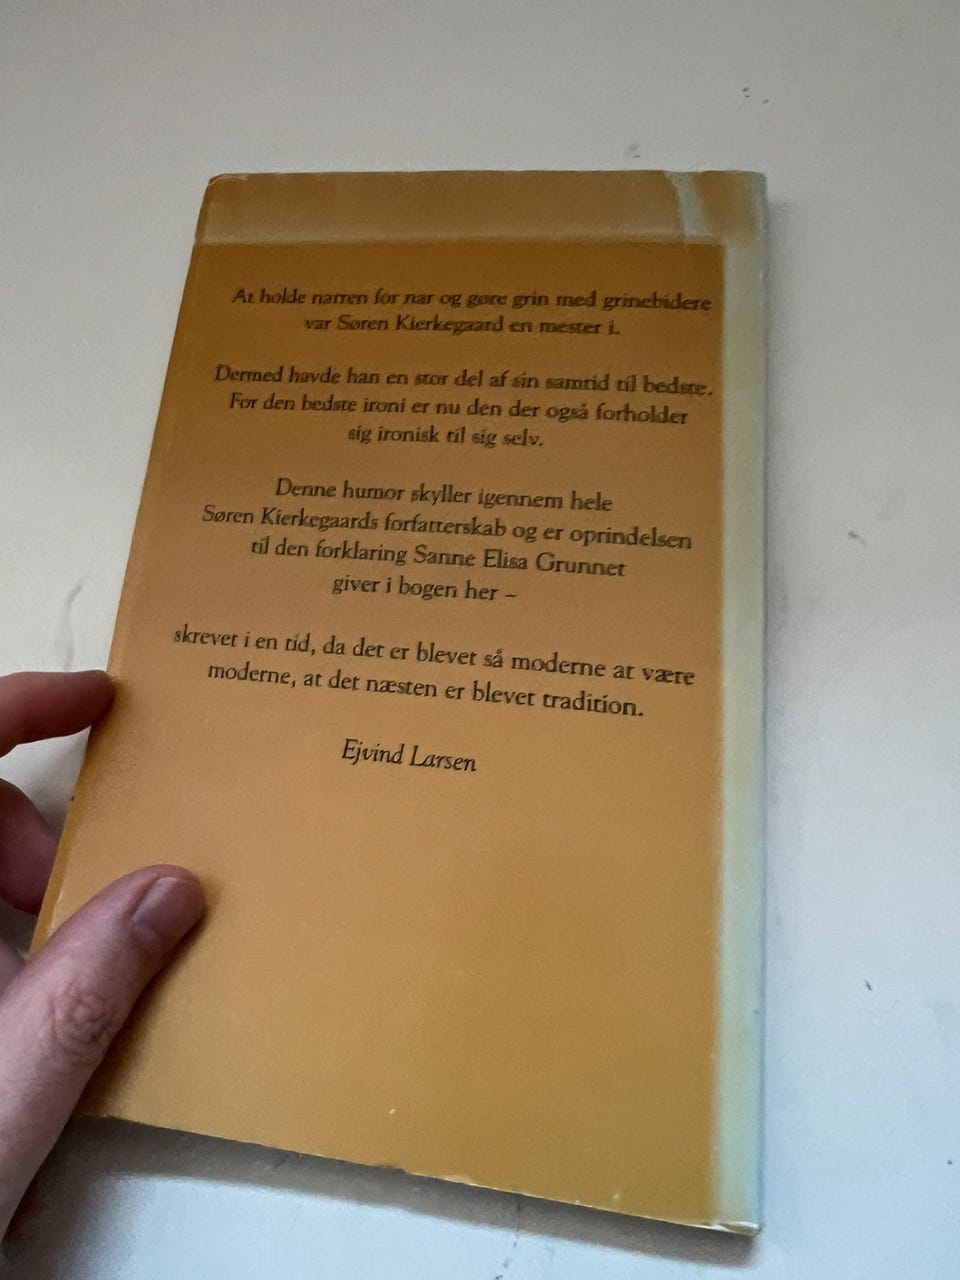 At holde narren for nar og gøre grin med grinebidere
var Søren Kierkegaard en mester i.
Dermed havde han en stor del af sin samtid til bedste.
For den bedste ironi er nu den der også forholder
sig ironisk til sig selv.
Denne humor skyller igennem hele
Søren Kierkegaards forfatterskab og er oprindelsen
til den forklaring Sanne Elisa Grunnet
giver i bogen her –
skrevet i en tid, da det er blevet så moderne at være
moderne, at det næsten er blevet tradition.
Ejvind Larsen